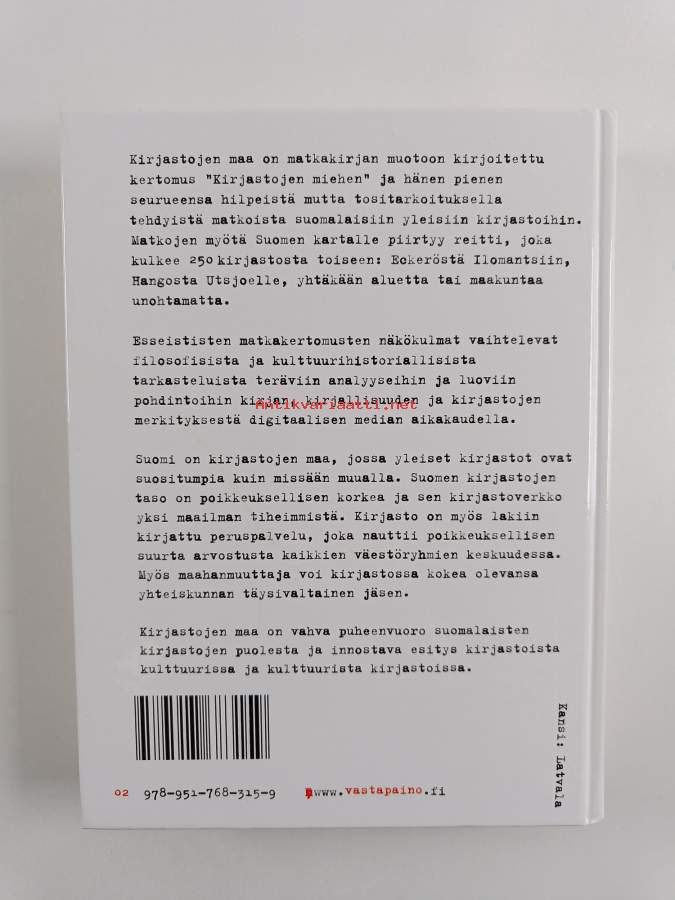 Kirjastojen maa on matkakirjan muotoon kirjoitettu
kertomus "Kirjastojen miehen" ja hänen pienen
seurueensa hilpeistä mutta tositarkoituksella
tehdyistä matkoista suomalaisiin yleisiin kirjastoihin.
Matkojen myötä Suomen kartalle piirtyy reitti, joka
kulkee 250 kirjastosta toiseen: Eckeröstä Ilomantsiin,
Hangosta Utsjoelle, yhtäkään aluetta tai maakuntaa
unohtamatta.
Esseististen matkakertomusten näkökulmat vaihtelevat
filosofisista ja kulttuurihistoriallisista
tarkasteluista teräviin analyyseihin ja luoviin
pohdintoihin kirjan, kirjallisuuden ja kirjastojen
Antikvariaatti.net
merkityksestä digitaalisen median aikakaudella.
Suomi on kirjastojen maa, jossa yleiset kirjastot ovat
suositumpia kuin missään muualla. Suomen kirjastojen
taso on poikkeuksellisen korkea ja sen kirjastoverkko
yksi maailman tiheimmistä. Kirjasto on myös lakiin
kirjattu peruspalvelu, joka nauttii poikkeuksellisen
suurta arvostusta kaikkien väestöryhmien keskuudessa.
Myös maahanmuuttaja voi kirjastossa kokea olevansa
yhteiskunnan täysivaltainen jäsen.
Kirjastojen maa on vahva puheenvuoro suomalaisten
kirjastojen puolesta ja innostava esitys kirjastoista
kulttuurissa ja kulttuurista kirjastoissa.
Kansi: Latvala
02 978-951-768-315-9 www.vastapaino.fi